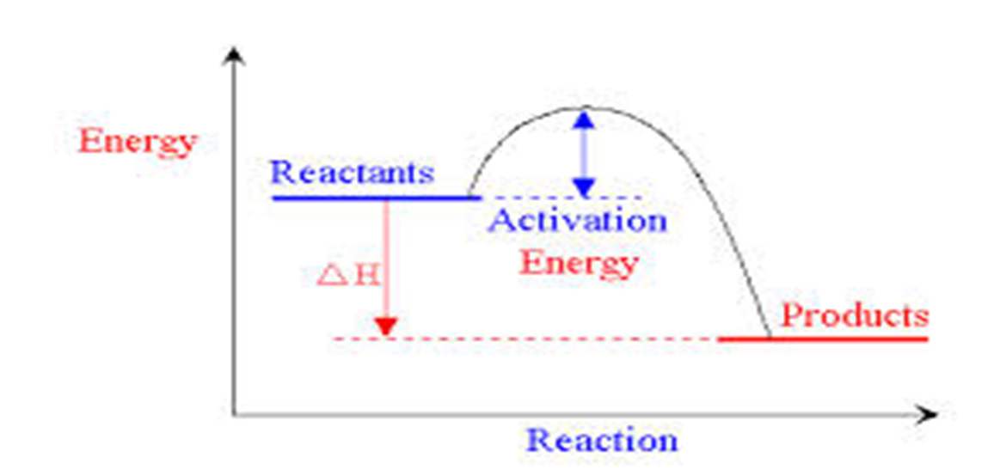 Energy
Reactants
Activation
Energy
△H
Products
Reaction